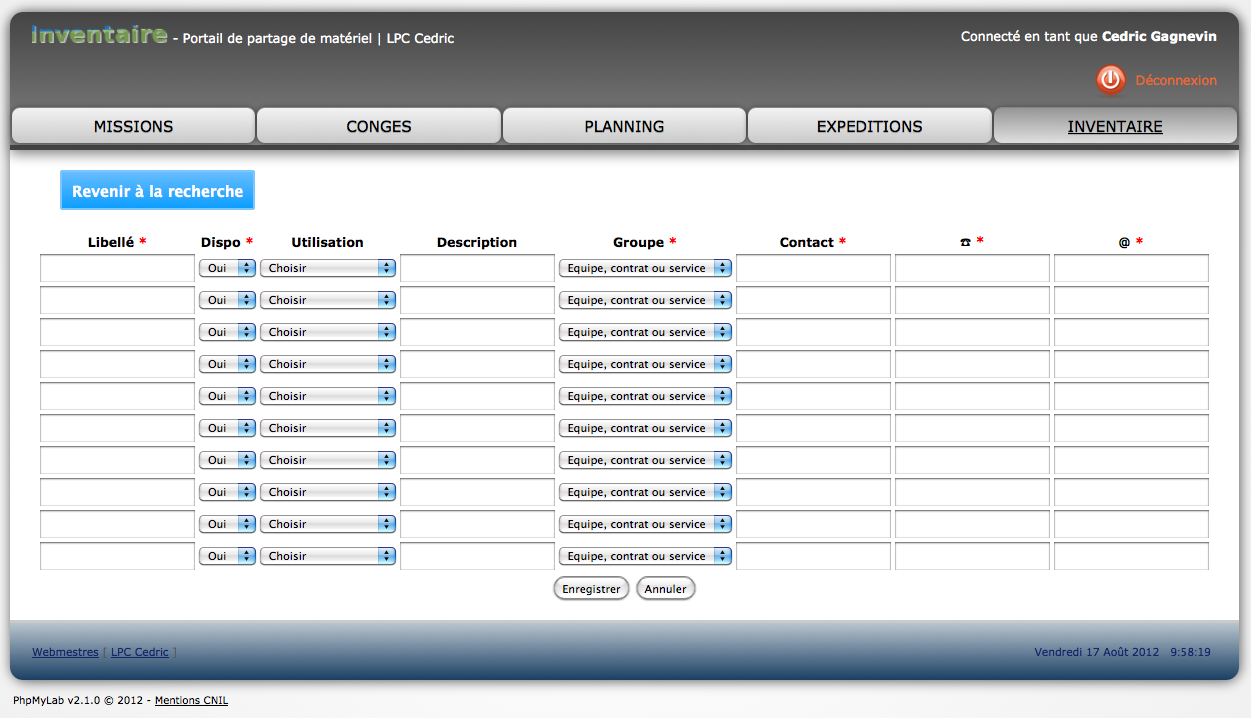 inventaire - Portail de partage de matériel | LPC Cedric
Connecté en tant que Cedric Gagnevin
Déconnexion
MISSIONS CONGES PLANNING EXPEDITIONS INVENTAIRE
Revenir à la recherche
Libellé * Dispo * Utilisation Description Groupe * Contact * ☎ * @ *
Oui Choisir Equipe, contrat ou service
Oui Choisir Equipe, contrat ou service
Oui Choisir Equipe, contrat ou service
Oui Choisir Equipe, contrat ou service
Oui Choisir Equipe, contrat ou service
Oui Choisir Equipe, contrat ou service
Oui Choisir Equipe, contrat ou service
Oui Choisir Equipe, contrat ou service
Oui Choisir Equipe, contrat ou service
Oui Choisir Equipe, contrat ou service
Enregistrer Annuler
Webmestres [ LPC Cedric ] Vendredi 17 Août 2012 9:58:19
PhpMyLab v2.1.0 © 2012 - Mentions CNIL